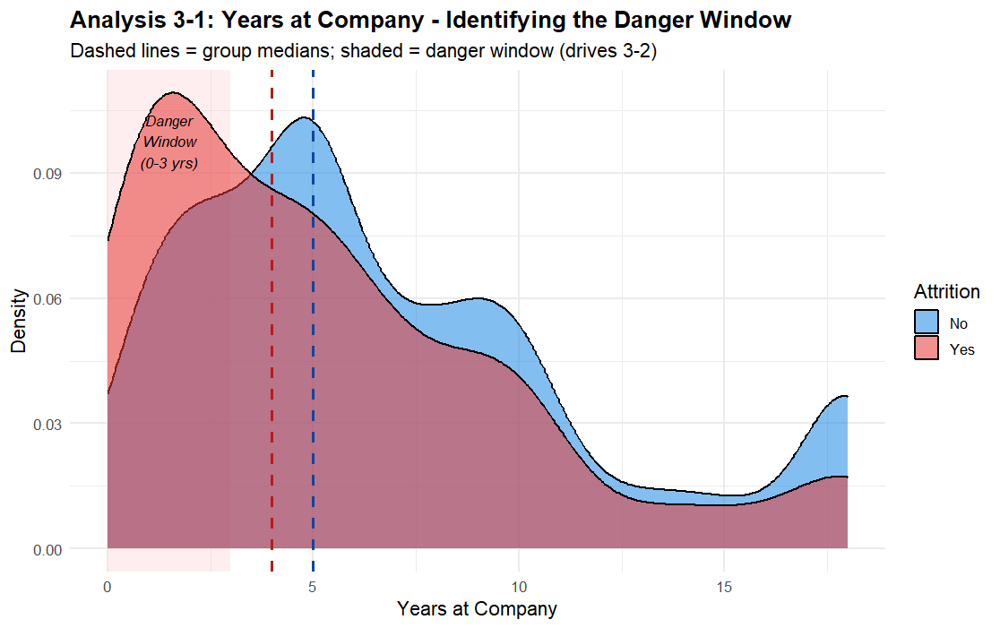 Analysis 3-1: Years at Company - Identifying the Danger Window
Dashed lines = group medians; shaded = danger window (drives 3-2)
Danger
Window
(0-3 yrs)
0.09
0.06
0.03
0.00
Density
0 5 10 15
Years at Company
Attrition
No
Yes